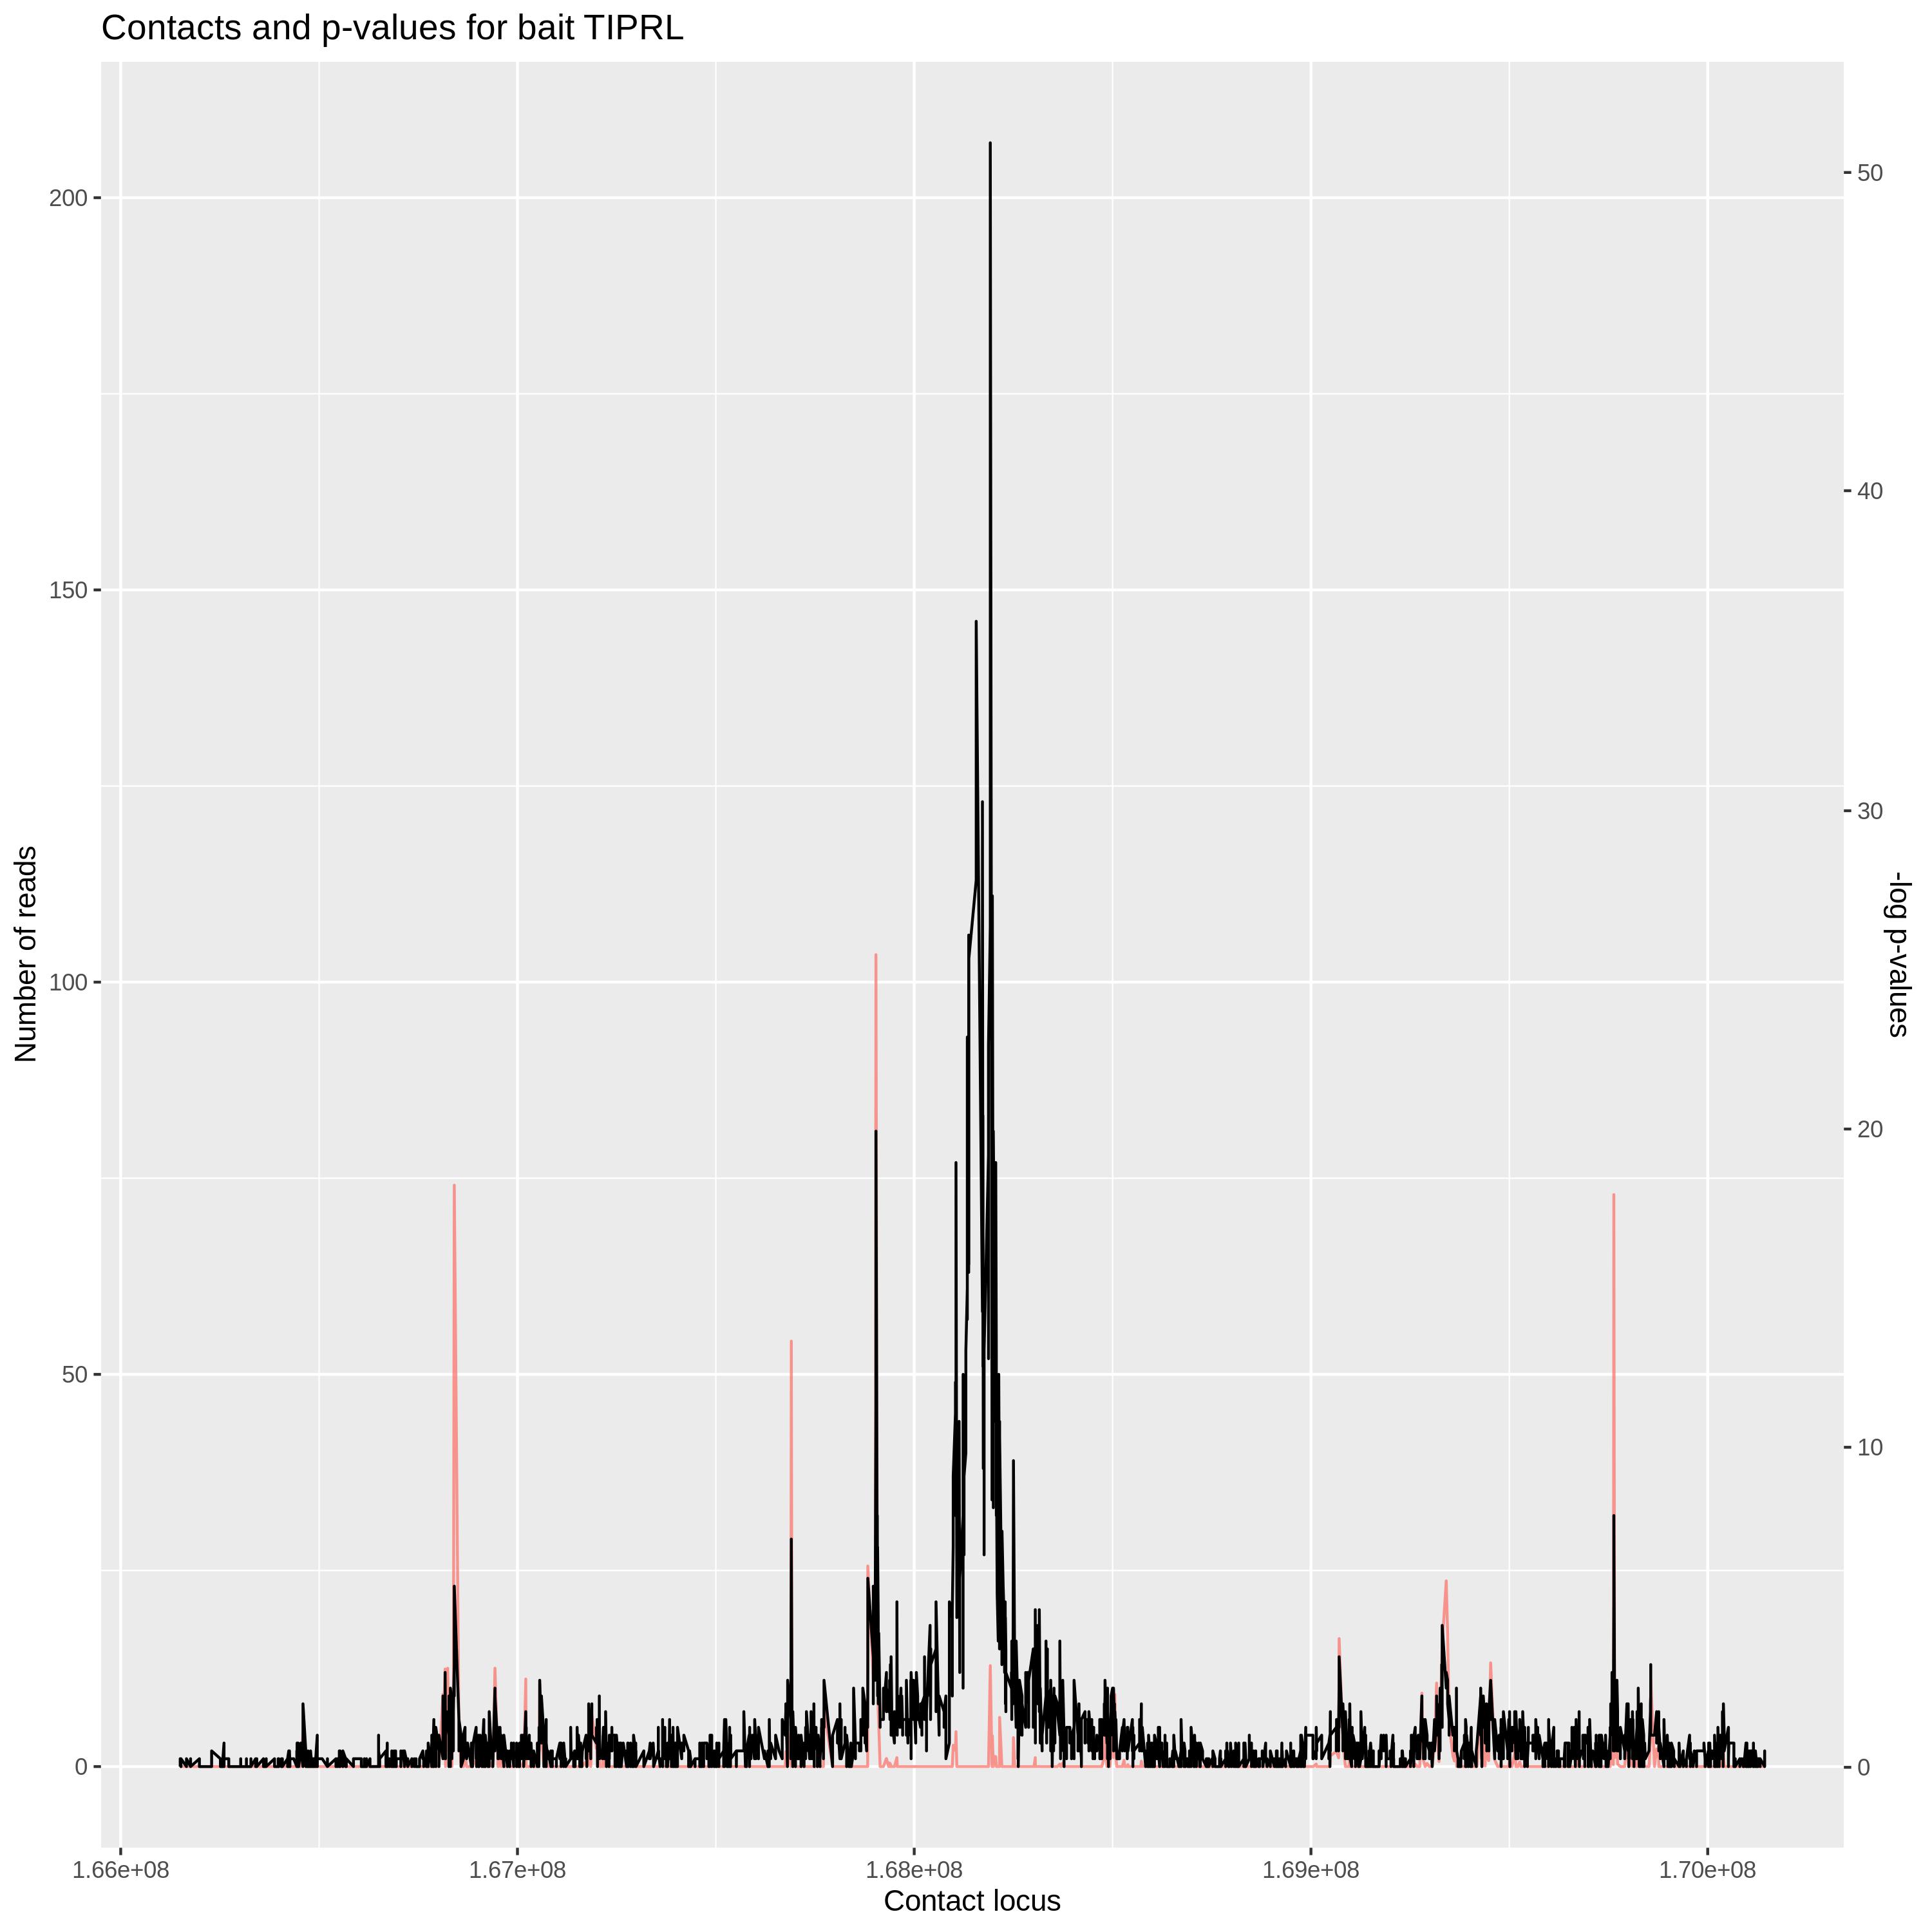 Contacts and p-values for bait TIPRL
Number of reads
200
150
100
50
0
50
40
30
20
10
0
-log p-values
1.66e+08
1.67e+08
1.68e+08
1.69e+08
1.70e+08
Contact locus